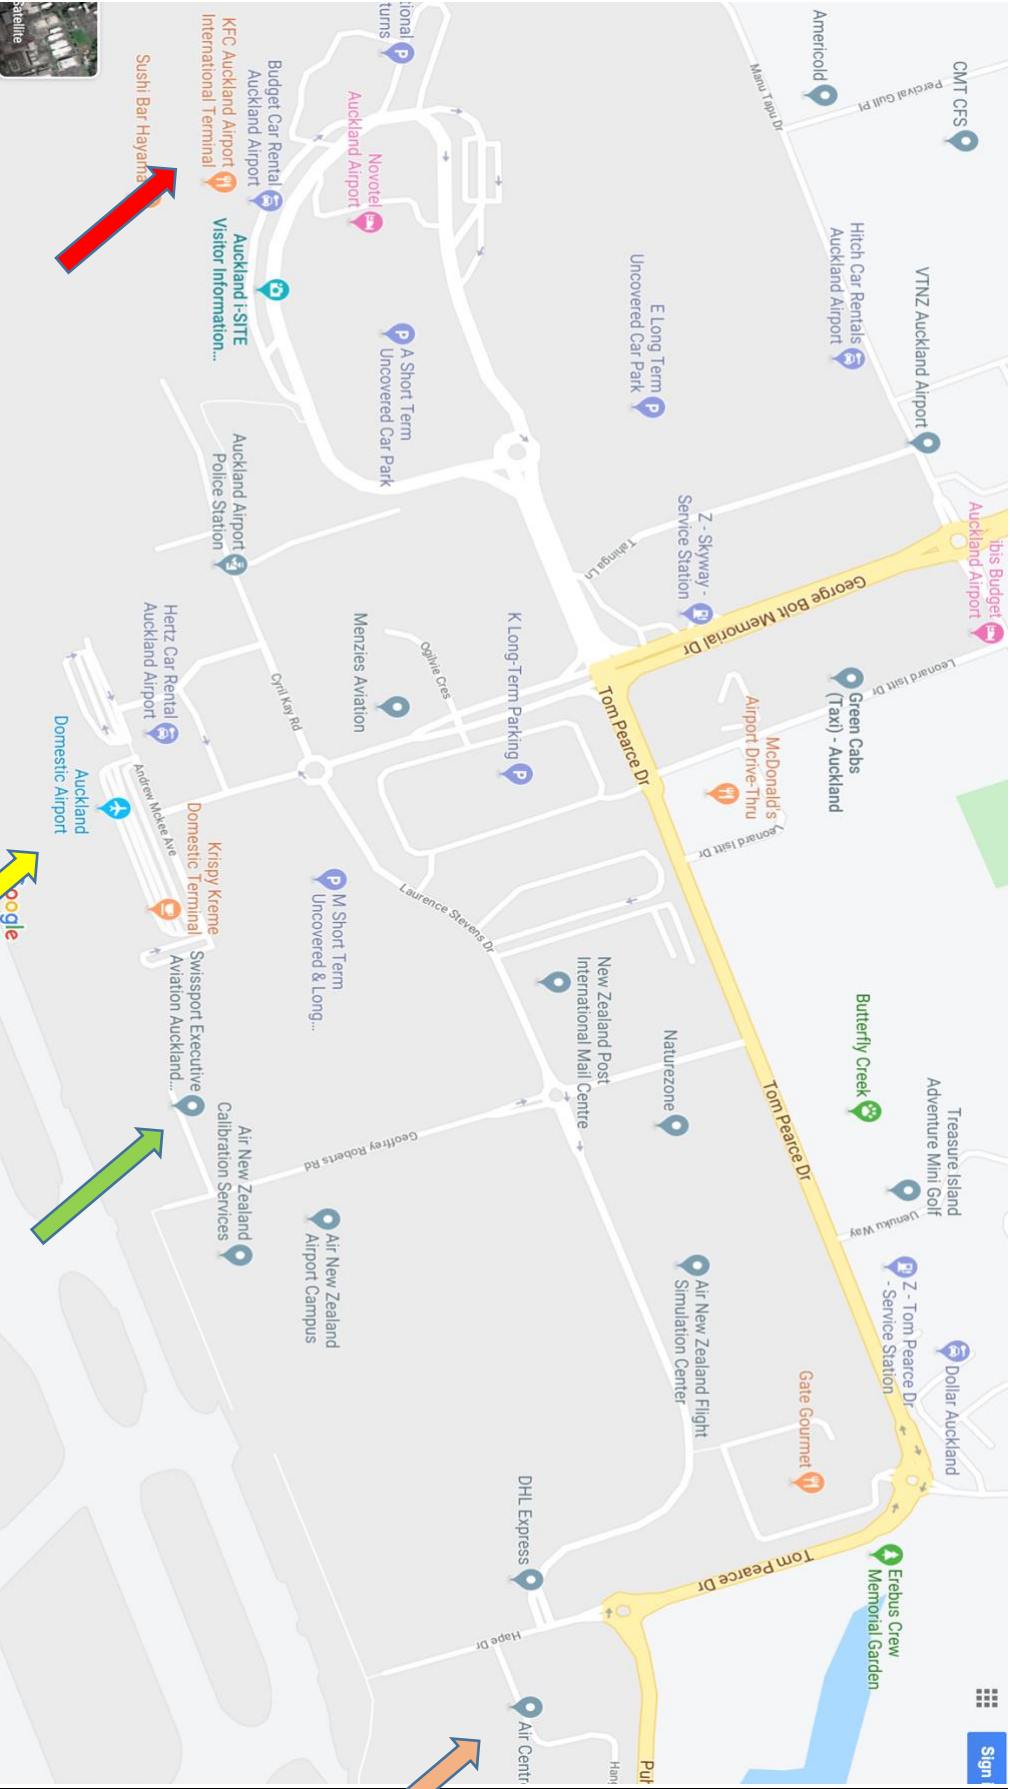 CMT CFS
Percival Gull Pl
Americold
Manu Tapu Dr
ibis Budget
Auckland Airport
Sign
VTNZ Auckland Airport
Hitch Car Rentals
Auckland Airport
Leonard Isitt Dr
George Bolt Memorial Dr
Green Cabs
(Taxi) - Auckland
Treasure Island
Adventure Mini Golf
Uenuku Way
Dollar Auckland
Z - Tom Pearce Dr
- Service Station
Erebus Crew
Memorial Garden
Butterfly Creek
McDonald's
Airport Drive-Thru
Leonard Isitt Dr
Tom Pearce Dr
Gate Gourmet
Tom Pearce Dr
Z - Skyway -
Service Station
E Long Term
Uncovered Car Park
Tahinga Ln
Tom Pearce Dr
Naturezone
Air New Zealand Flight
Simulation Center
New Zealand Post
International Mail Centre
K Long-Term Parking
DHL Express
Hape Dr
Air Centr
Hang
Puh
Laurence Stevens Dr
Ogilvie Cres
Menzies Aviation
Geoffrey Roberts Rd
tional
turns
P
Novotel
Auckland Airport
A Short Term
Uncovered Car Park
M Short Term
Uncovered & Long...
Air New Zealand
Airport Campus
Cyril Kay Rd
Budget Car Rental
Auckland Airport
KFC Auckland Airport
International Terminal
Auckland i-SITE
Visitor Information...
Auckland Airport
Police Station
Hertz Car Rental
Auckland Airport
Krispy Kreme
Domestic Terminal
Air New Zealand
Calibration Services
Swissport Executive
Aviation Auckland...
Andrew Mckee Ave
Sushi Bar Hayama
Auckland
Domestic Airport
Satellite
oogle